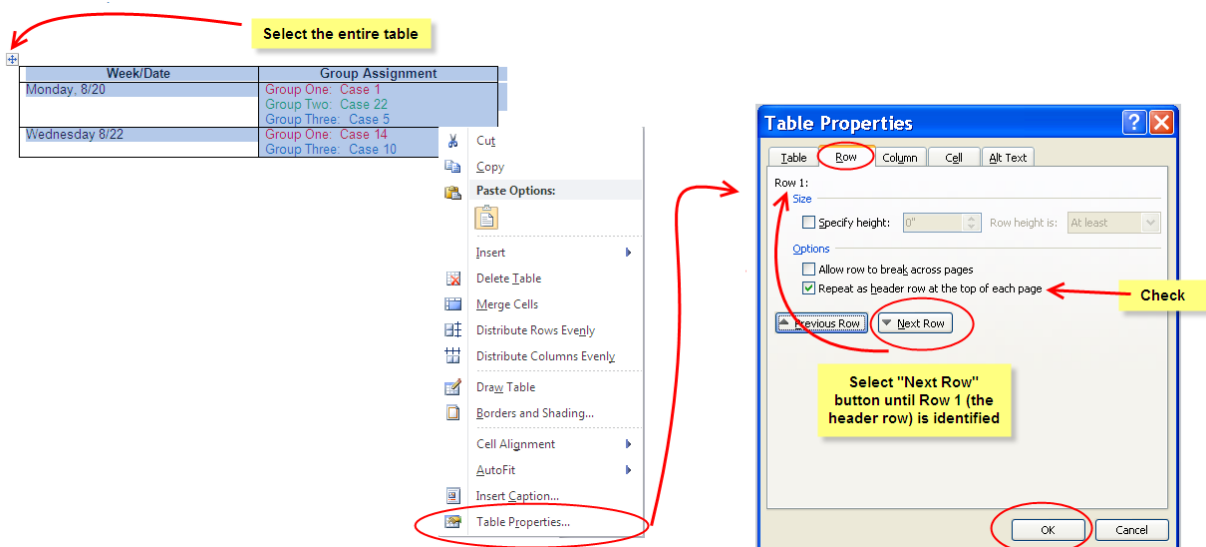 Select the entire table
Week/Date Group Assignment
Monday, 8/20 Group One: Case 1
Group Two: Case 22
Group Three: Case 5
Wednesday 8/22 Group One: Case 14
Group Three: Case 10
Cut
Copy
Paste Options:
Insert
Delete Table
Merge Cells
Distribute Rows Evenly
Distribute Columns Evenly
Draw Table
Borders and Shading...
Cell Alignment
AutoFit
Insert Caption...
Table Properties...
Table Properties
Table Row Column Cell Alt Text
Row 1:
Size
Specify height: 0" Row height is: At least
Options
Allow row to break across pages
Repeat as header row at the top of each page
Check
Previous Row Next Row
Select "Next Row"
button until Row 1 (the
header row) is identified
OK Cancel